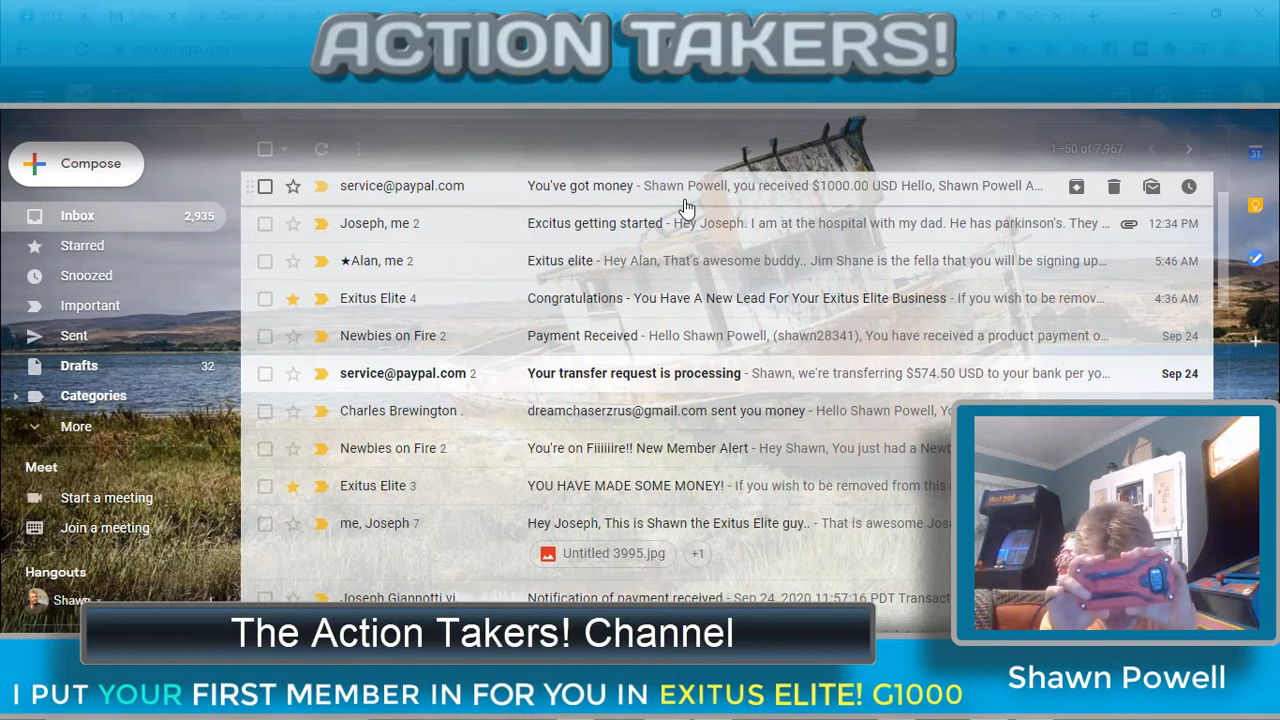 ACTION TAKERS!
Compose
1–50 of 7,967
Inbox 2,935
Starred
Snoozed
Important
Sent
Drafts 32
Categories
More
Meet
Start a meeting
Join a meeting
Hangouts
Shawn
service@paypal.com You've got money - Shawn Powell, you received $1000.00 USD Hello, Shawn Powell A...
Joseph, me 2 Excitus getting started - Hey Joseph. I am at the hospital with my dad. He has parkinson's. They ... 12:34 PM
★Alan, me 2 Exitus elite - Hey Alan, That's awesome buddy.. Jim Shane is the fella that you will be signing up... 5:46 AM
Exitus Elite 4 Congratulations - You Have A New Lead For Your Exitus Elite Business - If you wish to be remov... 4:36 AM
Newbies on Fire 2 Payment Received - Hello Shawn Powell, (shawn28341), You have received a product payment o... Sep 24
service@paypal.com 2 Your transfer request is processing - Shawn, we're transferring $574.50 USD to your bank per yo... Sep 24
Charles Brewington . dreamchaserzrus@gmail.com sent you money - Hello Shawn Powell, Yo
Newbies on Fire 2 You're on Fiiiiiire!! New Member Alert - Hey Shawn, You just had a Newb
Exitus Elite 3 YOU HAVE MADE SOME MONEY! - If you wish to be removed from this
me, Joseph 7 Hey Joseph, This is Shawn the Exitus Elite guy.. - That is awesome Jos
Untitled 3995.jpg +1
Joseph Giannotti vi. Notification of payment received - Sep 24, 2020 11:57:16 PDT Transac
31
The Action Takers! Channel
Shawn Powell
I PUT YOUR FIRST MEMBER IN FOR YOU IN EXITUS ELITE! G1000